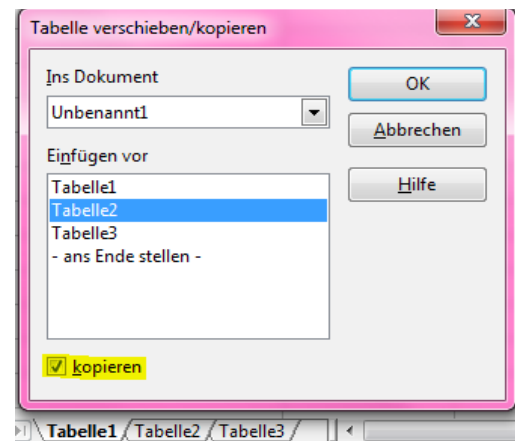 Tabelle verschieben/kopieren
Ins Dokument
Unbenannt1
Einfügen vor
Tabelle1
Tabelle2
Tabelle3
- ans Ende stellen -
kopieren
OK
Abbrechen
Hilfe
Tabelle1 Tabelle2 Tabelle3